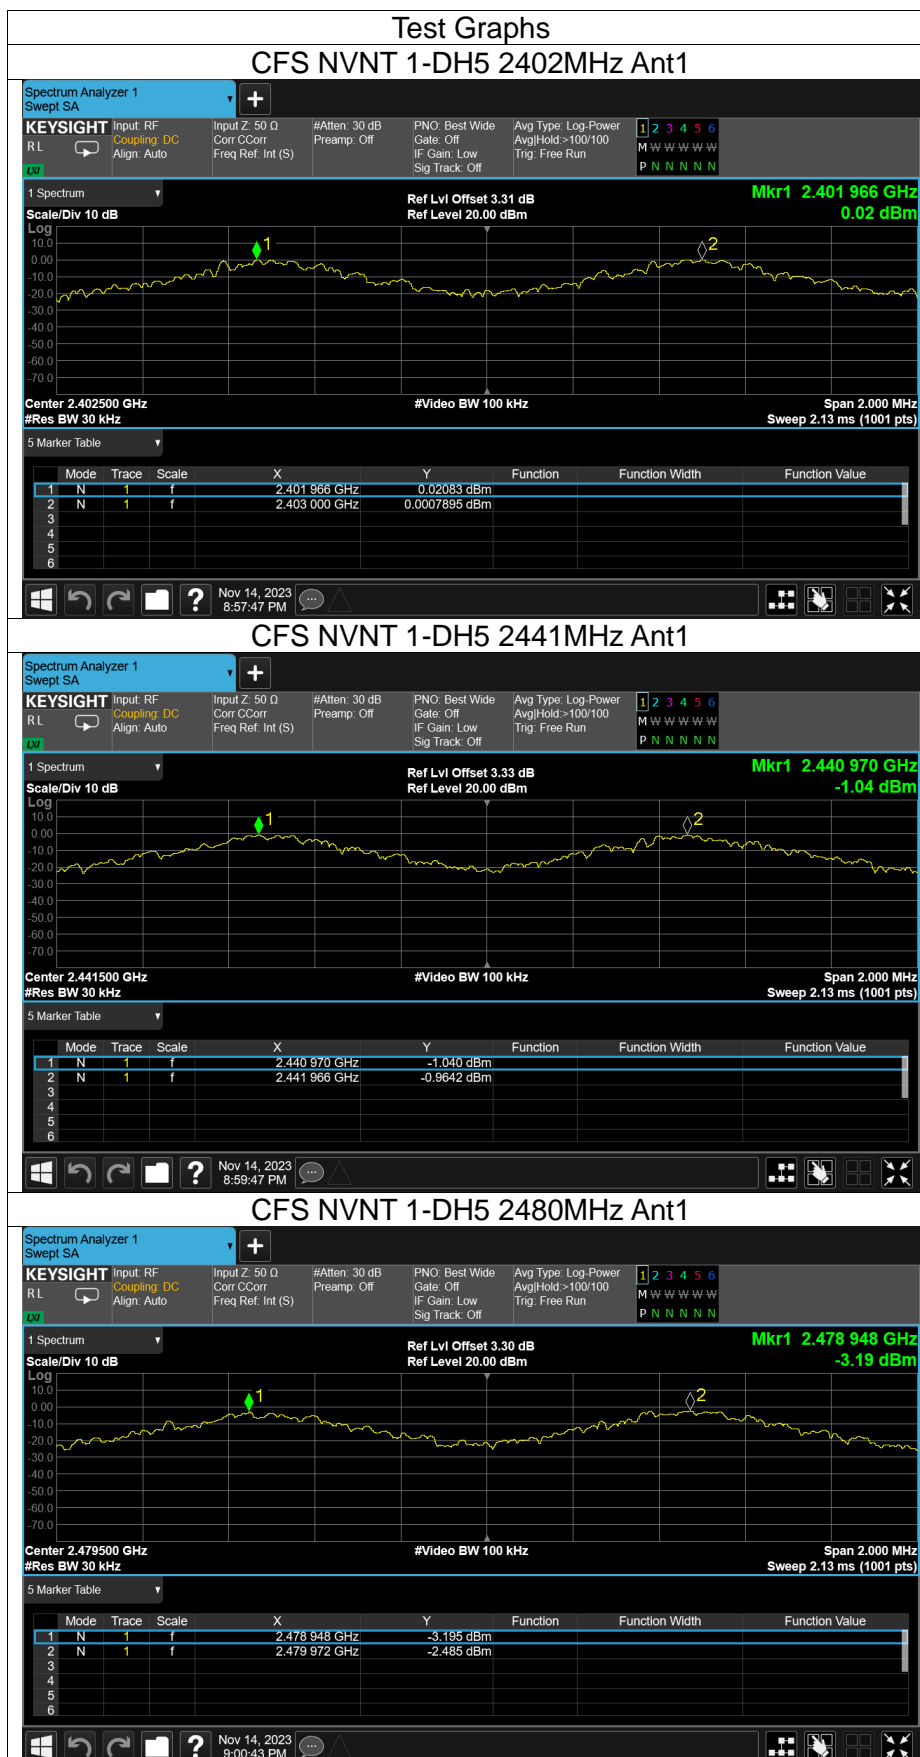 Test Graphs
CFS NVNT 1-DH5 2402MHz Ant1
Spectrum Analyzer 1
Swept SA
KEYSIGHT Input: RF Input Z: 50 Ω #Atten: 30 dB PNO: Best Wide Avg Type: Log-Power 1 2 3 4 5 6
RL Coupling: DC Corr CCorr Preamp: Off Gate: Off Avg|Hold:>100/100 M W W W W W
Align: Auto Freq Ref: Int (S) IF Gain: Low Trig: Free Run
LXI Sig Track: Off P N N N N N
1 Spectrum Ref Lvl Offset 3.31 dB Mkr1 2.401 966 GHz
Scale/Div 10 dB Ref Level 20.00 dBm 0.02 dBm
Log
10.0
0.00
-10.0
-20.0
-30.0
-40.0
-50.0
-60.0
-70.0
1
2
Center 2.402500 GHz #Video BW 100 kHz Span 2.000 MHz
#Res BW 30 kHz Sweep 2.13 ms (1001 pts)
5 Marker Table
Mode Trace Scale X Y Function Function Width Function Value
1 N 1 f 2.401 966 GHz 0.02083 dBm
2 N 1 f 2.403 000 GHz 0.0007895 dBm
3
4
5
6
? Nov 14, 2023
8:57:47 PM
CFS NVNT 1-DH5 2441MHz Ant1
Spectrum Analyzer 1
Swept SA
KEYSIGHT Input: RF Input Z: 50 Ω #Atten: 30 dB PNO: Best Wide Avg Type: Log-Power 1 2 3 4 5 6
RL Coupling: DC Corr CCorr Preamp: Off Gate: Off Avg|Hold:>100/100 M W W W W W
Align: Auto Freq Ref: Int (S) IF Gain: Low Trig: Free Run
LXI Sig Track: Off P N N N N N
1 Spectrum Ref Lvl Offset 3.33 dB Mkr1 2.440 970 GHz
Scale/Div 10 dB Ref Level 20.00 dBm -1.04 dBm
Log
10.0
0.00
-10.0
-20.0
-30.0
-40.0
-50.0
-60.0
-70.0
1
2
Center 2.441500 GHz #Video BW 100 kHz Span 2.000 MHz
#Res BW 30 kHz Sweep 2.13 ms (1001 pts)
5 Marker Table
Mode Trace Scale X Y Function Function Width Function Value
1 N 1 f 2.440 970 GHz -1.040 dBm
2 N 1 f 2.441 966 GHz -0.9642 dBm
3
4
5
6
? Nov 14, 2023
8:59:47 PM
CFS NVNT 1-DH5 2480MHz Ant1
Spectrum Analyzer 1
Swept SA
KEYSIGHT Input: RF Input Z: 50 Ω #Atten: 30 dB PNO: Best Wide Avg Type: Log-Power 1 2 3 4 5 6
RL Coupling: DC Corr CCorr Preamp: Off Gate: Off Avg|Hold:>100/100 M W W W W W
Align: Auto Freq Ref: Int (S) IF Gain: Low Trig: Free Run
LXI Sig Track: Off P N N N N N
1 Spectrum Ref Lvl Offset 3.30 dB Mkr1 2.478 948 GHz
Scale/Div 10 dB Ref Level 20.00 dBm -3.19 dBm
Log
10.0
0.00
-10.0
-20.0
-30.0
-40.0
-50.0
-60.0
-70.0
1
2
Center 2.479500 GHz #Video BW 100 kHz Span 2.000 MHz
#Res BW 30 kHz Sweep 2.13 ms (1001 pts)
5 Marker Table
Mode Trace Scale X Y Function Function Width Function Value
1 N 1 f 2.478 948 GHz -3.195 dBm
2 N 1 f 2.479 972 GHz -2.485 dBm
3
4
5
6
? Nov 14, 2023
9:00:43 PM